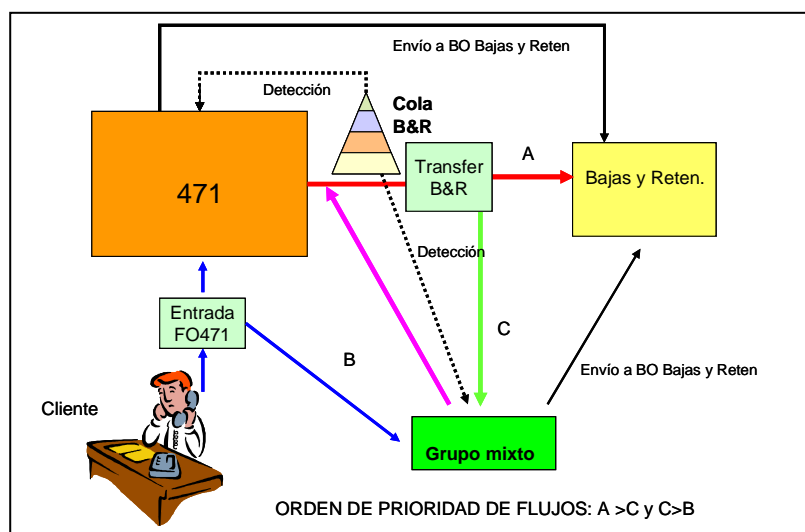 Envío a BO Bajas y Reten
Detección
Cola
B&R
A
Transfer
B&R
Bajas y Reten.
471
Detección
Entrada
FO471
C
B
Envío a BO Bajas y Reten
Cliente
Grupo mixto
ORDEN DE PRIORIDAD DE FLUJOS: A >C y C>B